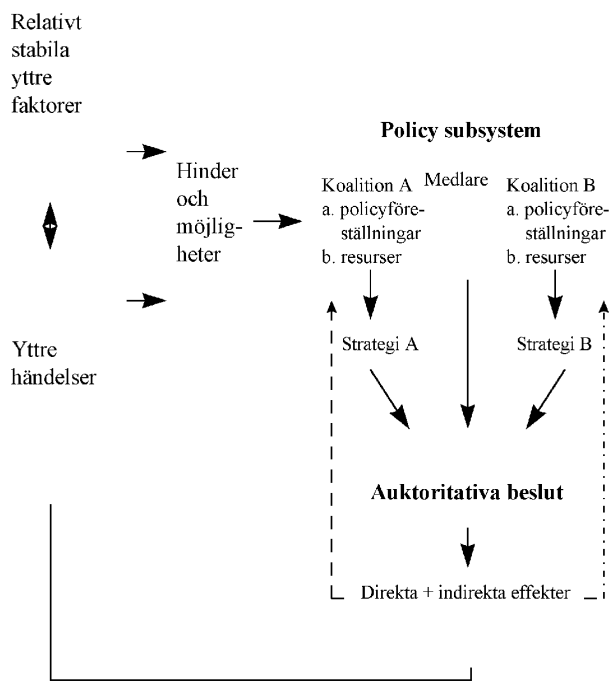 Relativt
stabila
yttre
faktorer
Yttre
händelser
Hinder
och
möjlig-
heter
Policy subsystem
Koalition A
a. policyföre-
ställningar
b. resurser
Medlare
Koalition B
a. policyföre-
ställningar
b. resurser
Strategi A
Strategi B
Auktoritativa beslut
Direkta + indirekta effekter